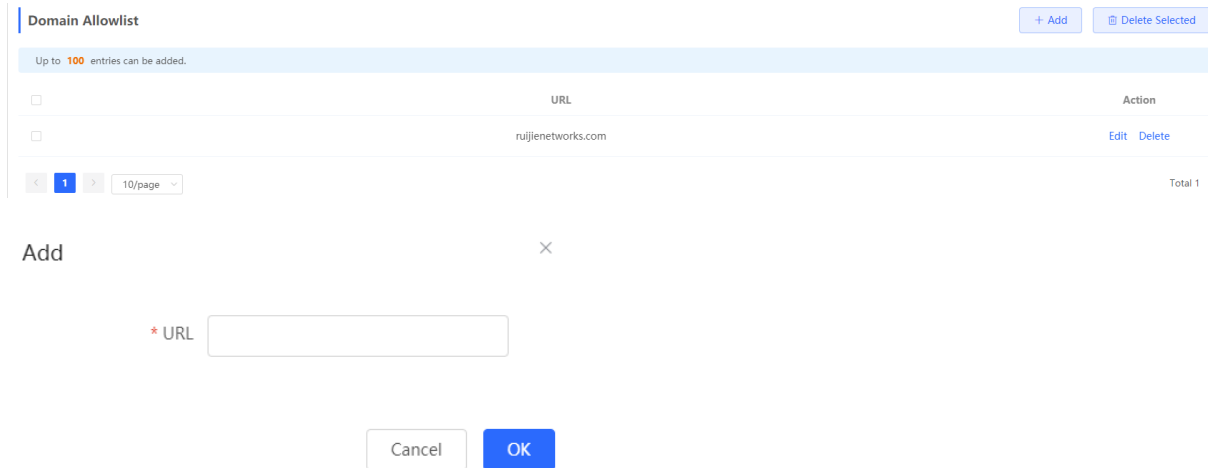 Domain Allowlist + Add Delete Selected
Up to 100 entries can be added.
URL Action
ruijienetworks.com Edit Delete
< 1 > 10/page Total 1
Add ×
* URL
Cancel OK